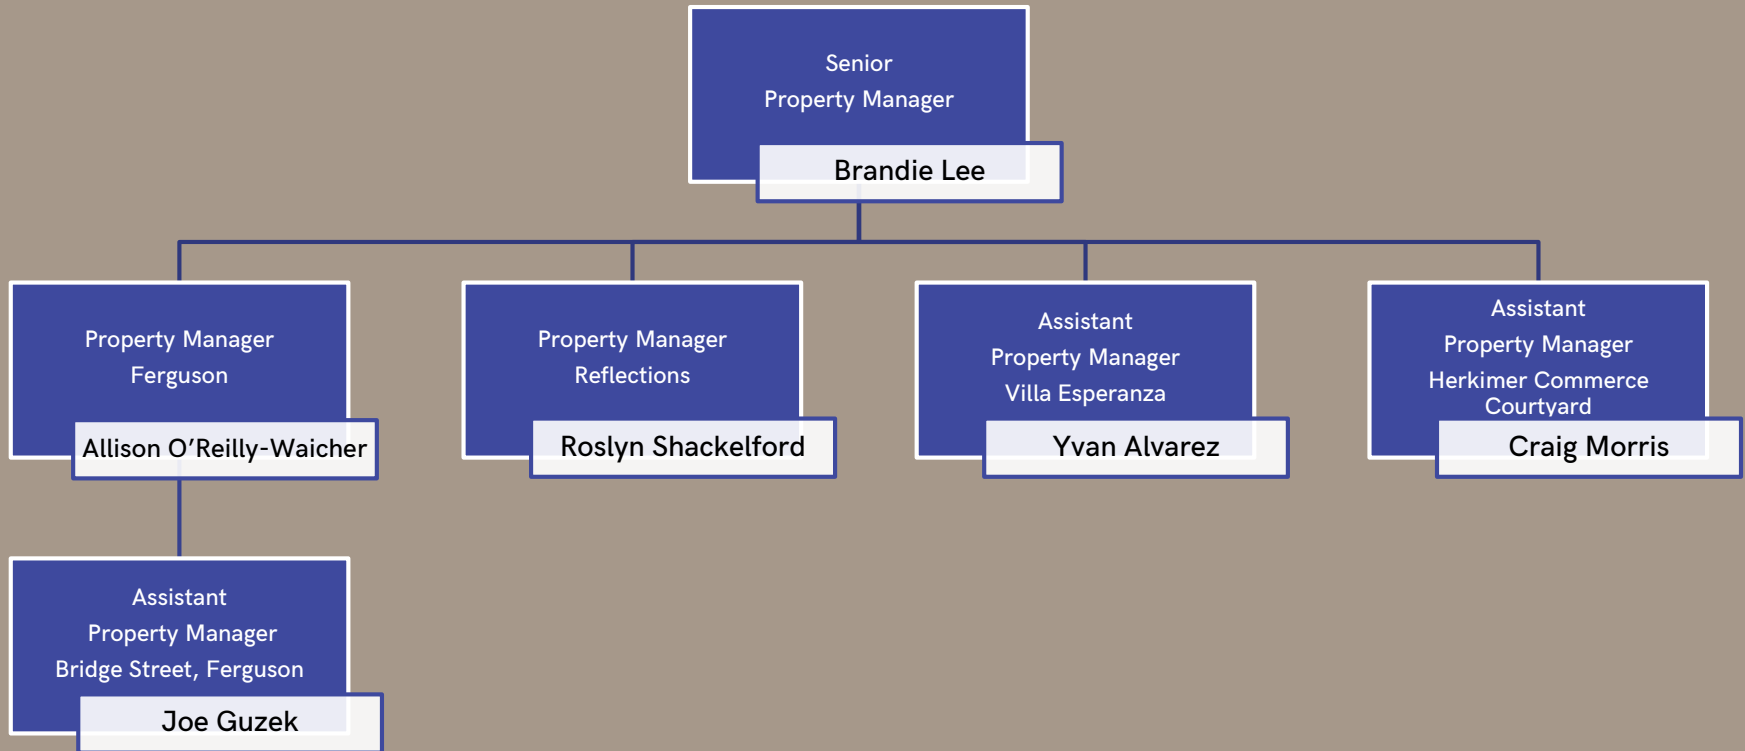 Senior
Property Manager
Brandie Lee
Property Manager
Ferguson
Allison O’Reilly-Waicher
Property Manager
Reflections
Roslyn Shackelford
Assistant
Property Manager
Villa Esperanza
Yvan Alvarez
Assistant
Property Manager
Herkimer Commerce
Courtyard
Craig Morris
Assistant
Property Manager
Bridge Street, Ferguson
Joe Guzek